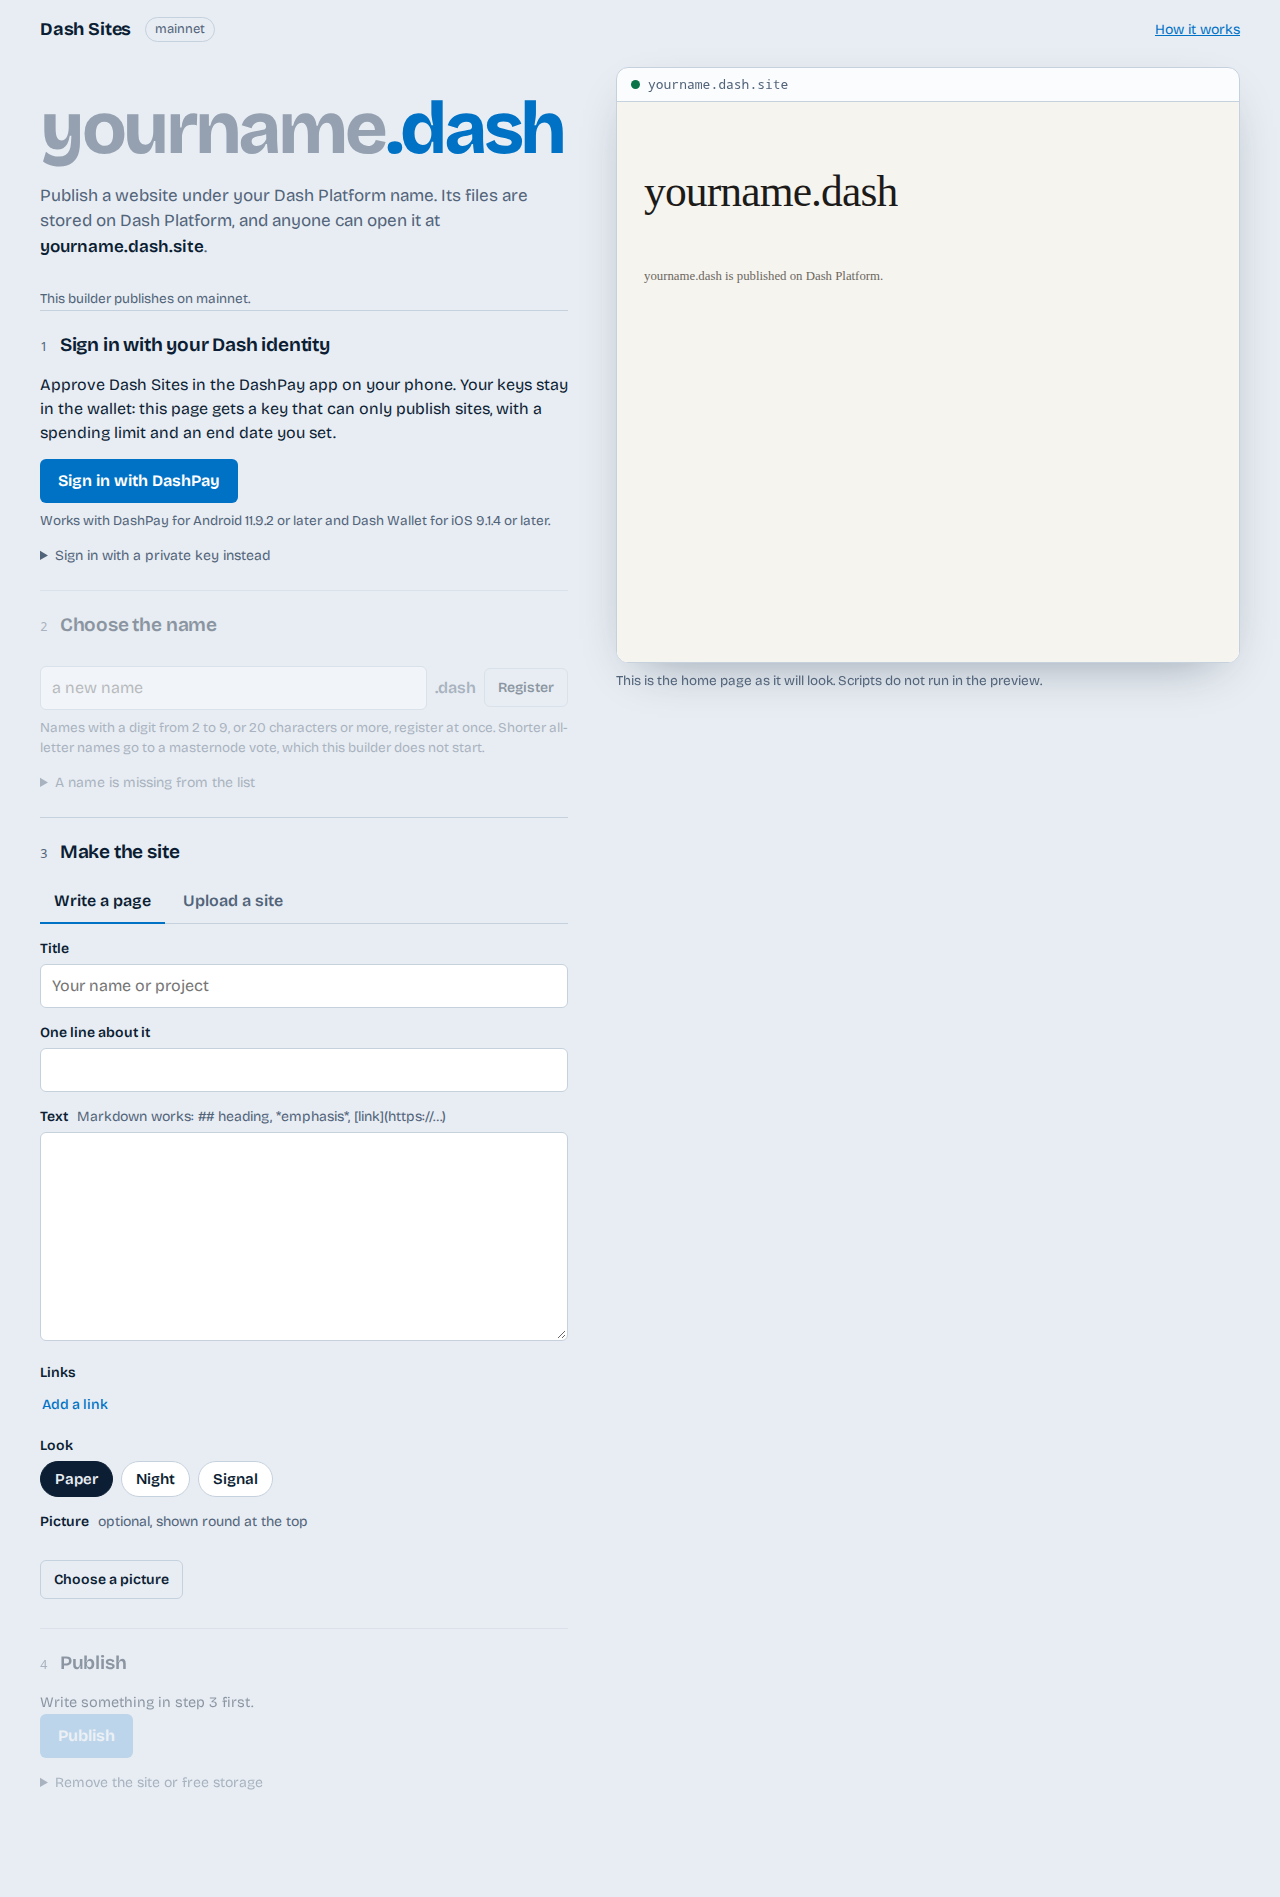 Dash Sites
mainnet
How it works
yourname.dash
Publish a website under your Dash Platform name. Its files are
stored on Dash Platform, and anyone can open it at
yourname.dash.site.
This builder publishes on mainnet.
1 Sign in with your Dash identity
Approve Dash Sites in the DashPay app on your phone. Your keys stay
in the wallet: this page gets a key that can only publish sites, with a
spending limit and an end date you set.
Sign in with DashPay
Works with DashPay for Android 11.9.2 or later and Dash Wallet for iOS 9.1.4 or later.
Sign in with a private key instead
2 Choose the name
a new name .dash Register
Names with a digit from 2 to 9, or 20 characters or more, register at once. Shorter all-
letter names go to a masternode vote, which this builder does not start.
A name is missing from the list
3 Make the site
Write a page Upload a site
Title
Your name or project
One line about it
Text Markdown works: ## heading, *emphasis*, [link](https://...)
Links
Add a link
Look
Paper Night Signal
Picture optional, shown round at the top
Choose a picture
4 Publish
Write something in step 3 first.
Publish
Remove the site or free storage
yourname.dash.site
yourname.dash
yourname.dash is published on Dash Platform.
This is the home page as it will look. Scripts do not run in the preview.